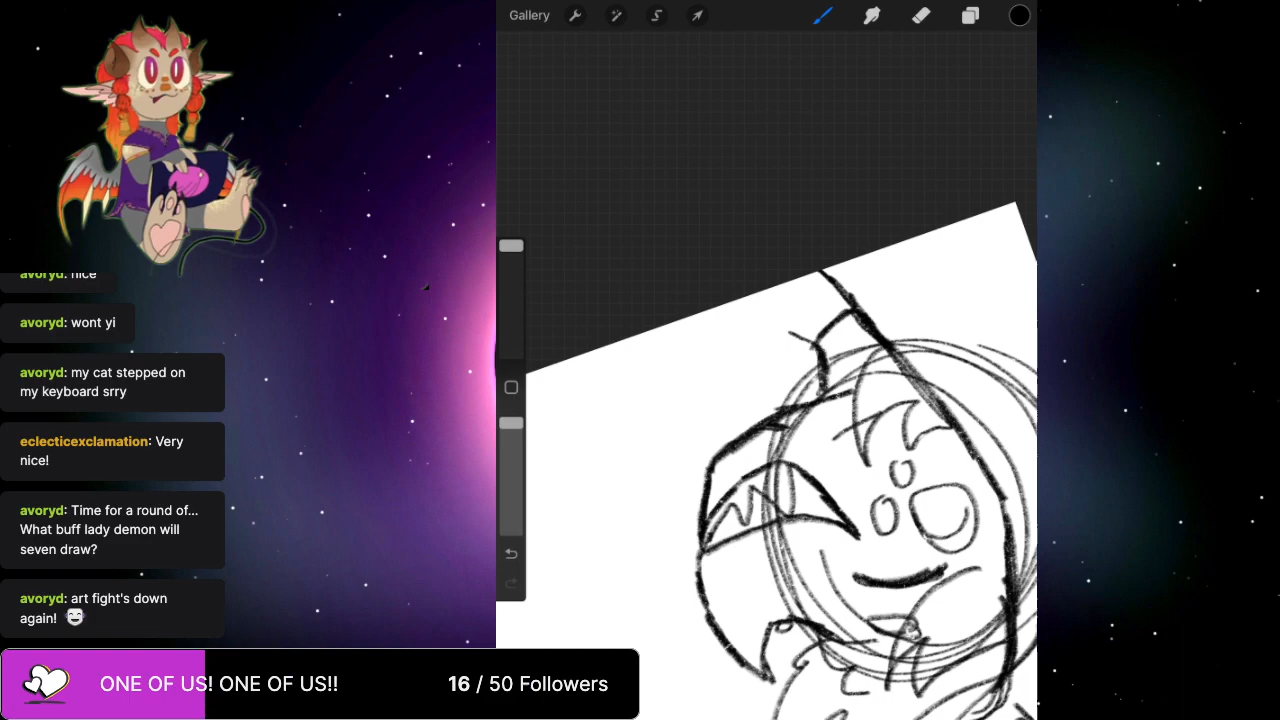 Gallery
avoryd: nice
avoryd: wont yi
avoryd: my cat stepped on
my keyboard srry
eclecticexclamation: Very
nice!
avoryd: Time for a round of...
What buff lady demon will
seven draw?
avoryd: art fight's down
again!
ONE OF US! ONE OF US!!
16 / 50 Followers